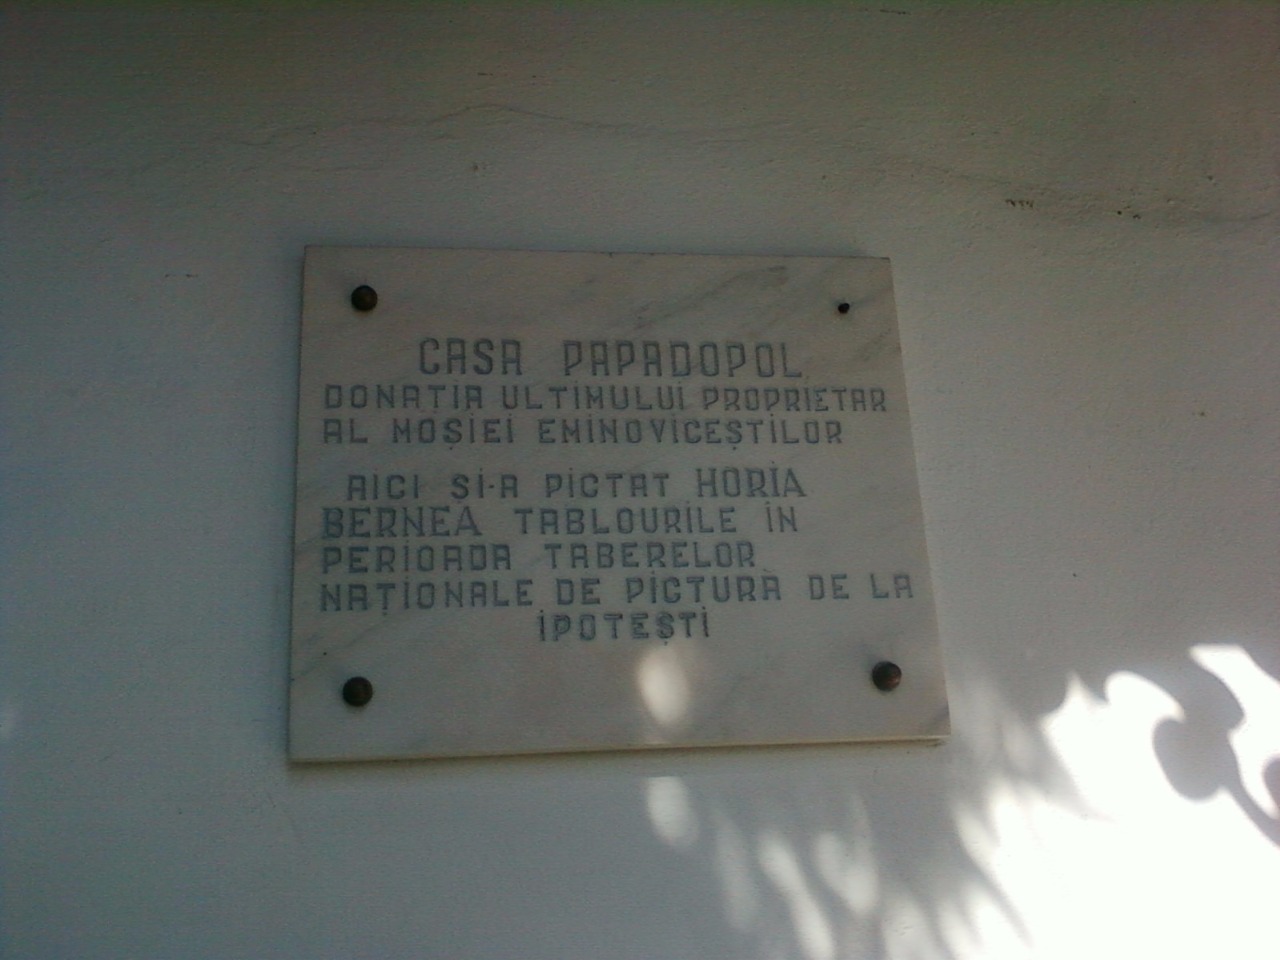 CASA PAPADOPOL
DONAȚIA ULTIMULUI PROPRIETAR
AL MOȘIEI EMINOVICEȘTILOR
AICI ȘI-A PICTAT HORIA
BERNEA TABLOURILE IN
PERIOADA TABERELOR
NAȚIONALE DE PICTURĂ DE LA
IPOTEȘTI